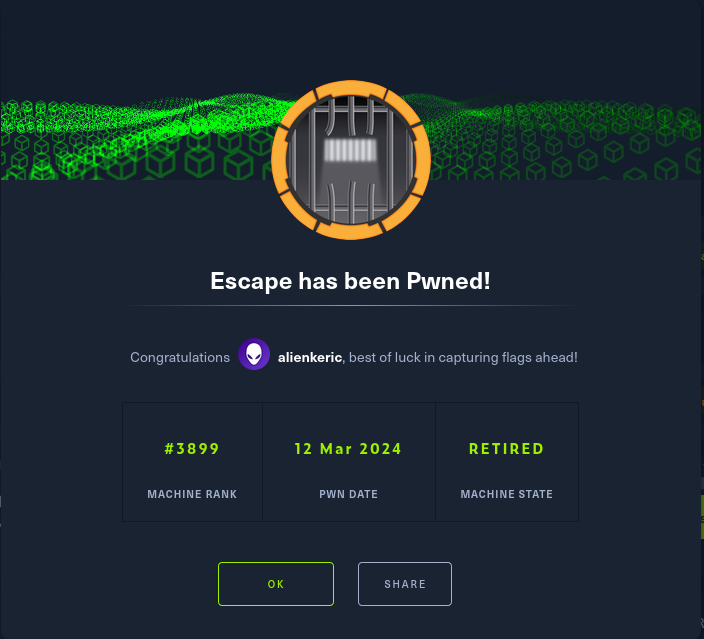 Escape has been Pwned!
Congratulations alienkeric, best of luck in capturing flags ahead!
#3899 12 Mar 2024 RETIRED
MACHINE RANK PWN DATE MACHINE STATE
OK SHARE